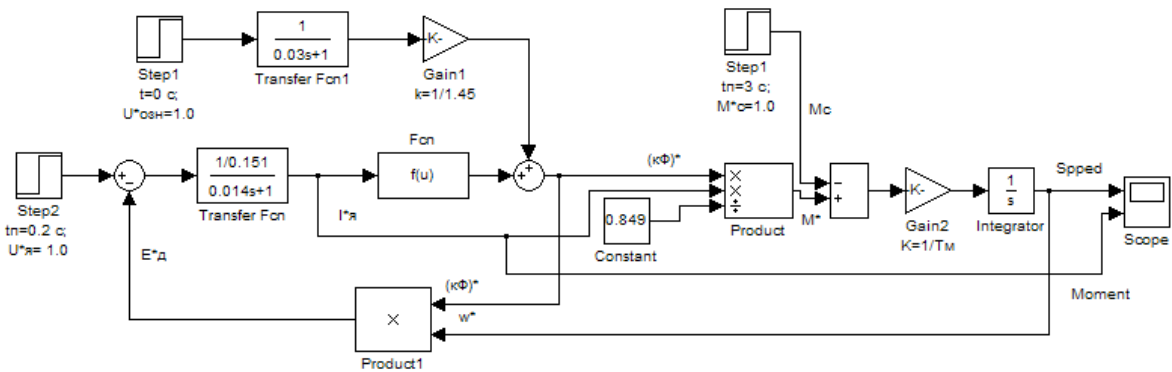 Step1
t=0 c;
U*озн=1.0
1
0.03s+1
Transfer Fcn1
K-
Gain1
k=1/1.45
Step1
tп=3 c;
M*c=1.0
Mc
Step2
tп=0.2 c;
U*я= 1.0
+
-
1/0.151
0.014s+1
Transfer Fcn
I*я
Fcn
f(u)
+
+
(кФ)*
0.849
Constant
×
×
÷
Product
M*
-
+
K-
Gain2
K=1/Tм
1
s
Integrator
Spped
Scope
Moment
E*д
(кФ)*
w*
×
Product1